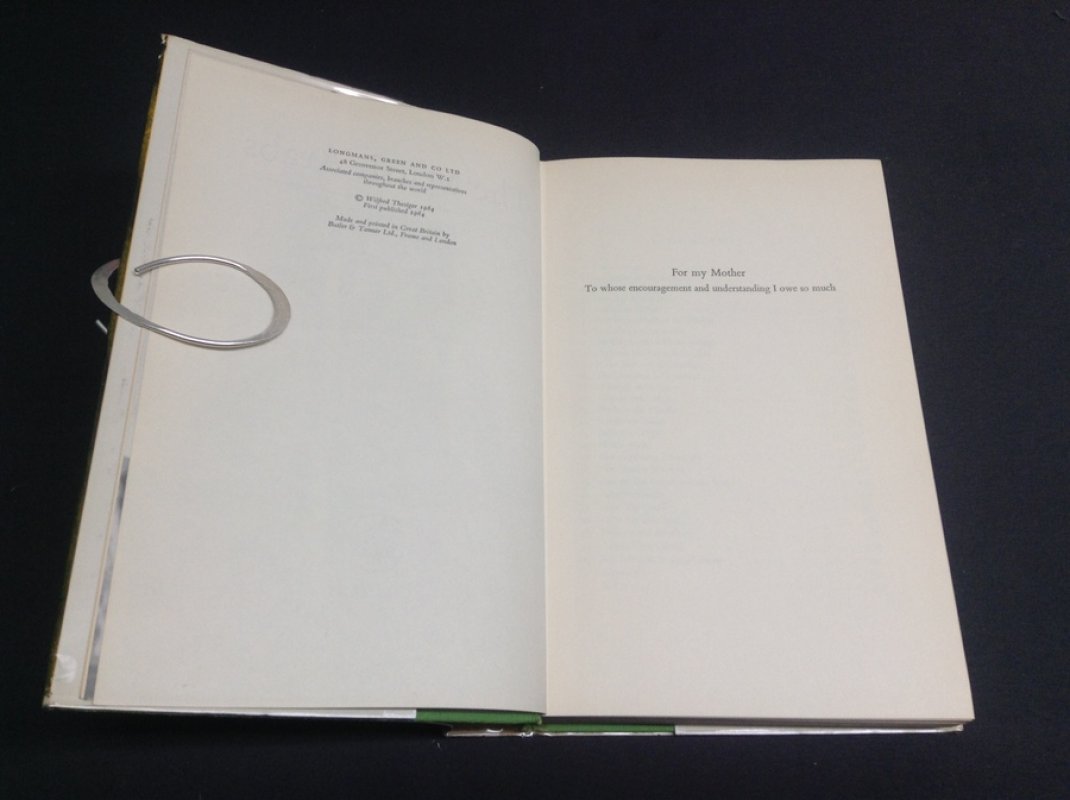 LONGMANS, GREEN AND CO LTD
48 Grosvenor Street, London W.1
Associated companies, branches and representatives
throughout the world
© Wilfred Thesiger 1964
First published 1964
Made and printed in Great Britain by
Butler & Tanner Ltd., Frome and London
For my Mother
To whose encouragement and understanding I owe so much